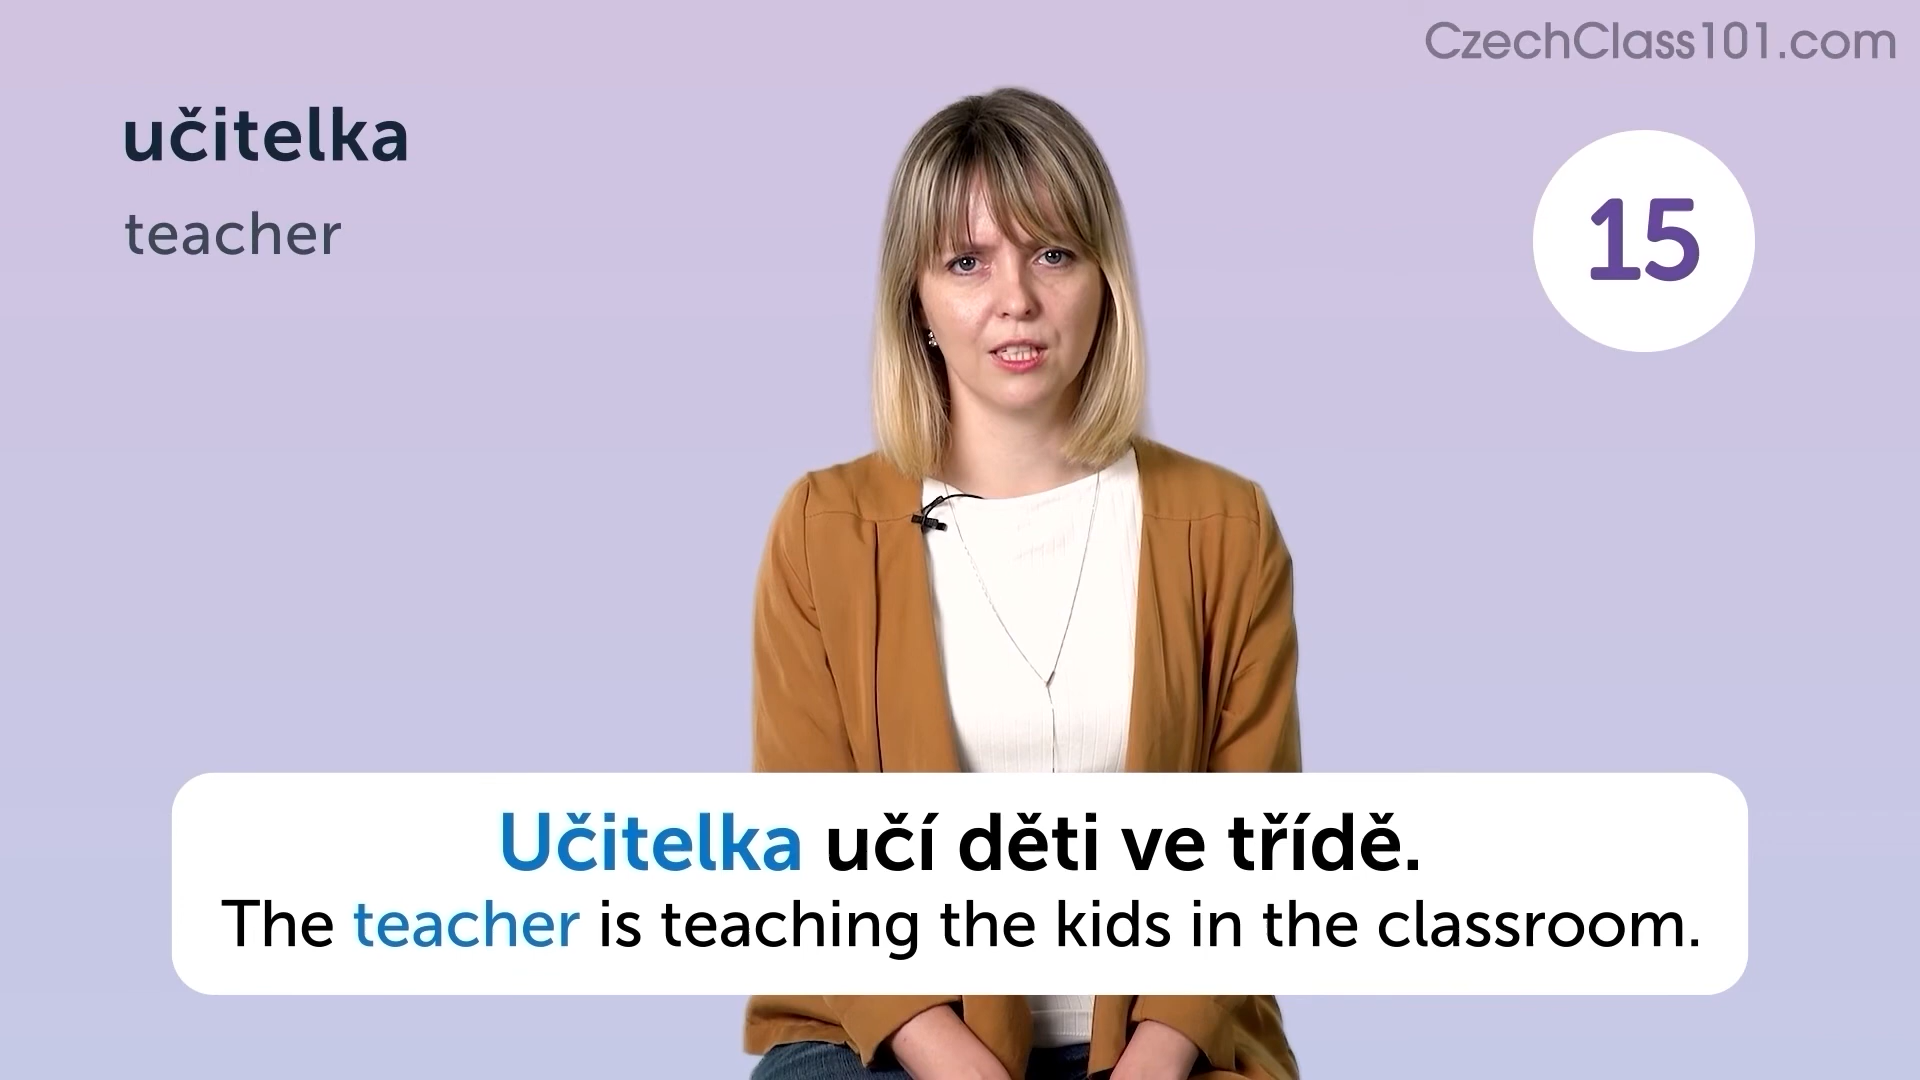 CzechClass101.com
učitelka
teacher
15
Učitelka učí děti ve třídě.
The teacher is teaching the kids in the classroom.